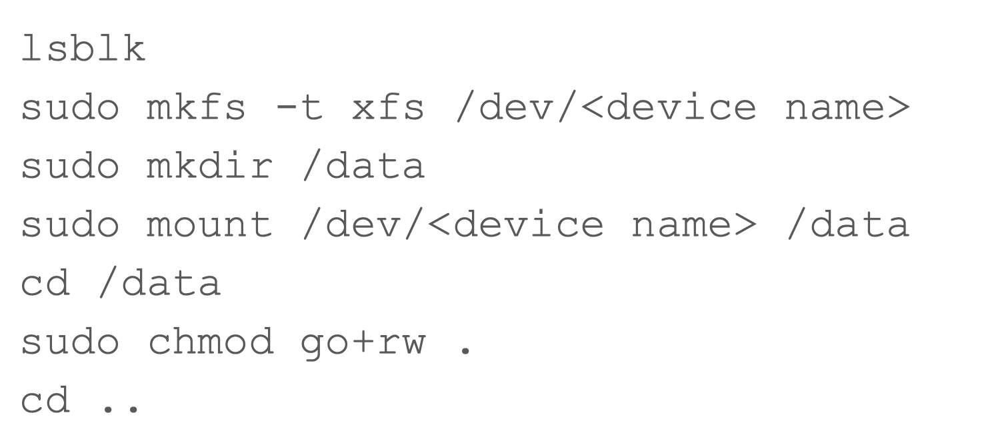 lsblk
sudo mkfs -t xfs /dev/<device name>
sudo mkdir /data
sudo mount /dev/<device name> /data
cd /data
sudo chmod go+rw .
cd ..